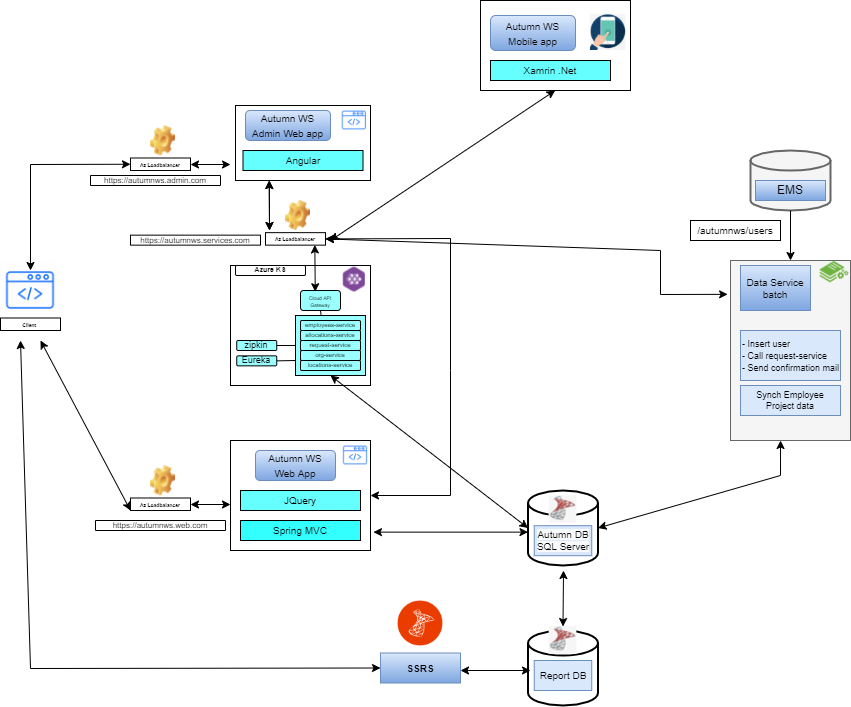 Autumn WS
Mobile app
Xamrin .Net
Autumn WS
Admin Web app
Angular
Az Loadbalancer
https://autumnws.admin.com
EMS
/autumnws/users
https://autumnws.services.com
Az Loadbalancer
Azure K8
Cloud API
Gateway
employees-service
allocations-service
request-service
org-service
locations-service
zipkin
Eureka
Data Service
batch
- Insert user
- Call request-service
- Send confirmation mail
Synch Employee
Project data
Client
Autumn WS
Web App
JQuery
Spring MVC
Az Loadbalancer
https://autumnws.web.com
Autumn DB
SQL Server
SSRS
Report DB